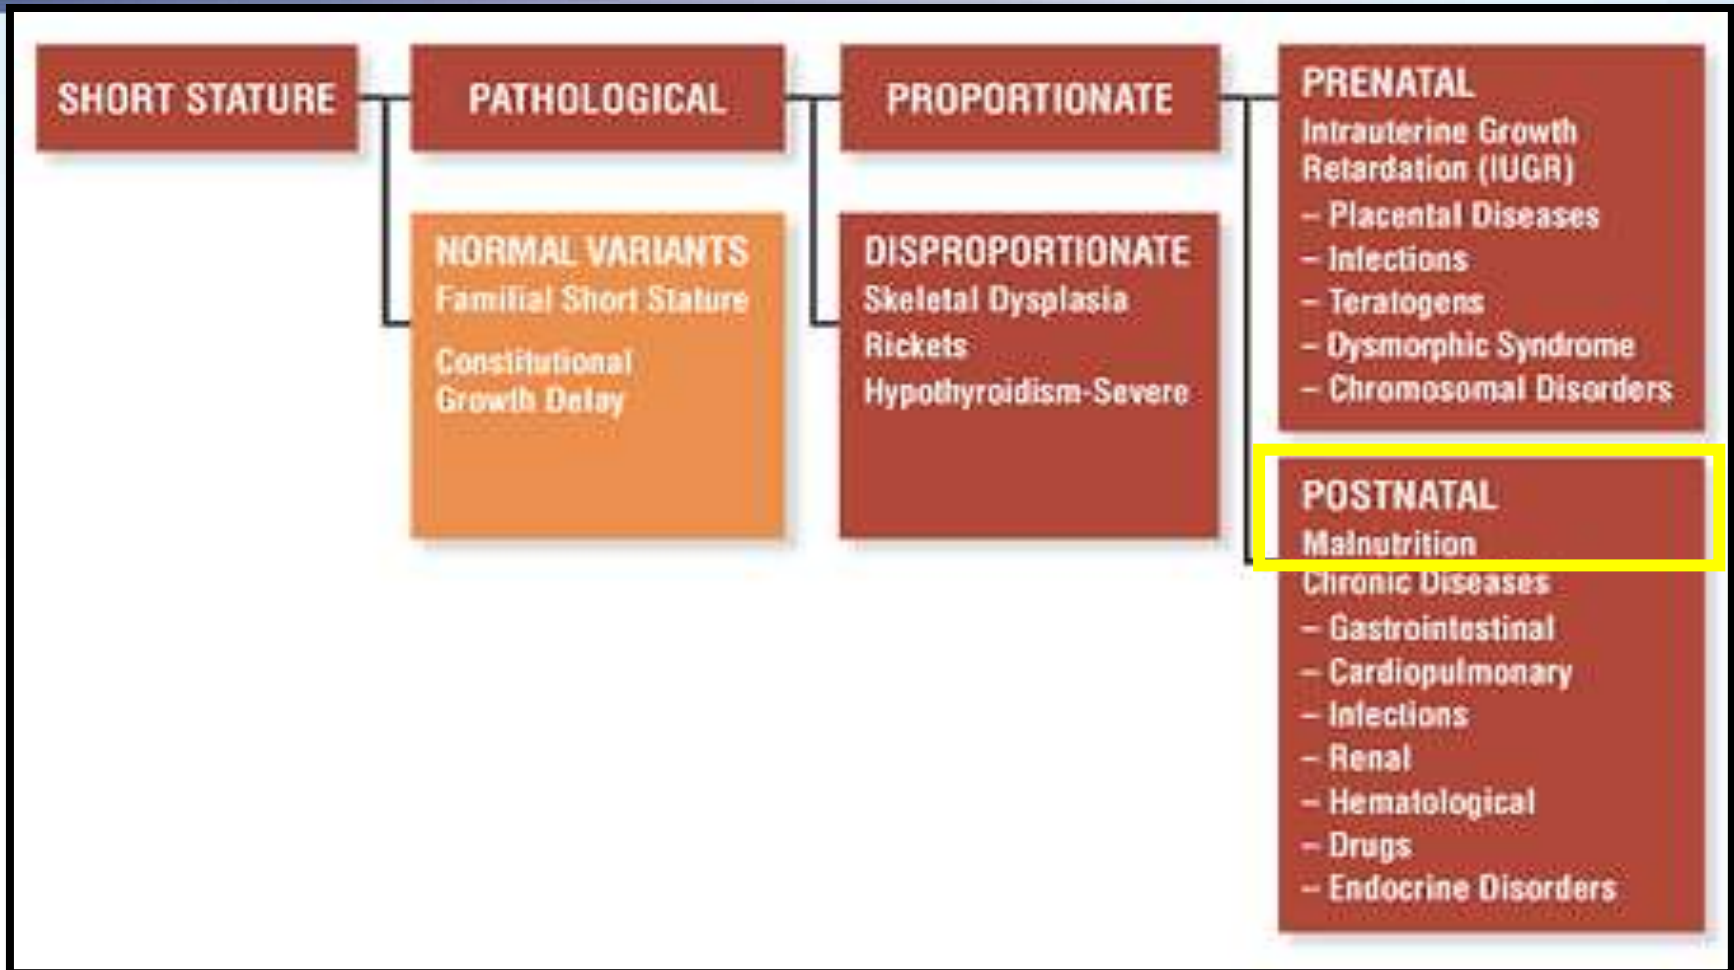 SHORT STATURE
PATHOLOGICAL
NORMAL VARIANTS
Familial Short Stature
Constitutional
Growth Delay
PROPORTIONATE
DISPROPORTIONATE
Skeletal Dysplasia
Rickets
Hypothyroidism-Severe
PRENATAL
Intrauterine Growth
Retardation (IUGR)
– Placental Diseases
– Infections
– Teratogens
– Dysmorphic Syndrome
– Chromosomal Disorders
POSTNATAL
Malnutrition
Chronic Diseases
– Gastrointestinal
– Cardiopulmonary
– Infections
– Renal
– Hematological
– Drugs
– Endocrine Disorders